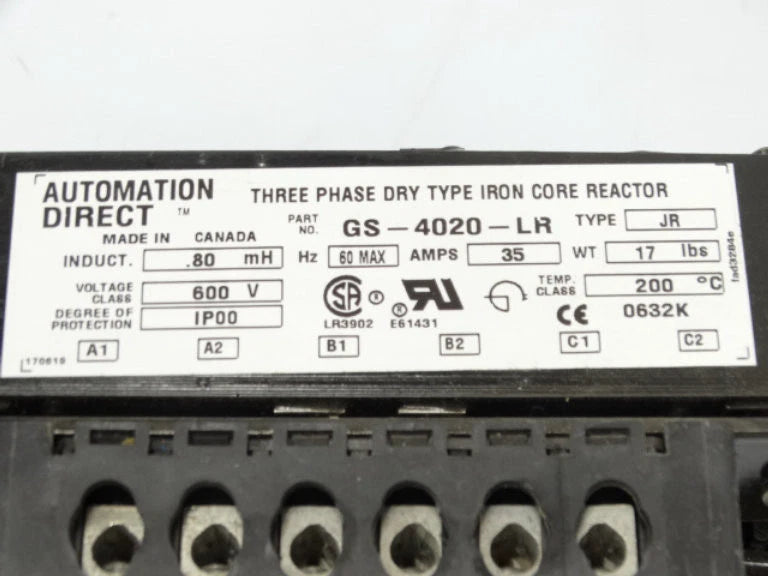 AUTOMATION DIRECT ™
THREE PHASE DRY TYPE IRON CORE REACTOR
MADE IN CANADA
PART NO. GS-4020-LR TYPE JR
INDUCT. .80 mH Hz 60 MAX AMPS 35 WT 17 lbs
VOLTAGE CLASS 600 V
TEMP. CLASS 200 °C
DEGREE OF PROTECTION IP00
SA ® ® RU
LR3902 E61431
CE 0632K
A1 A2 B1 B2 C1 C2
170619